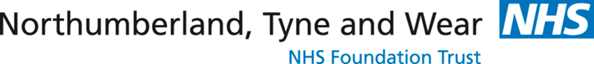 Northumberland, Tyne and Wear NHS
NHS Foundation Trust